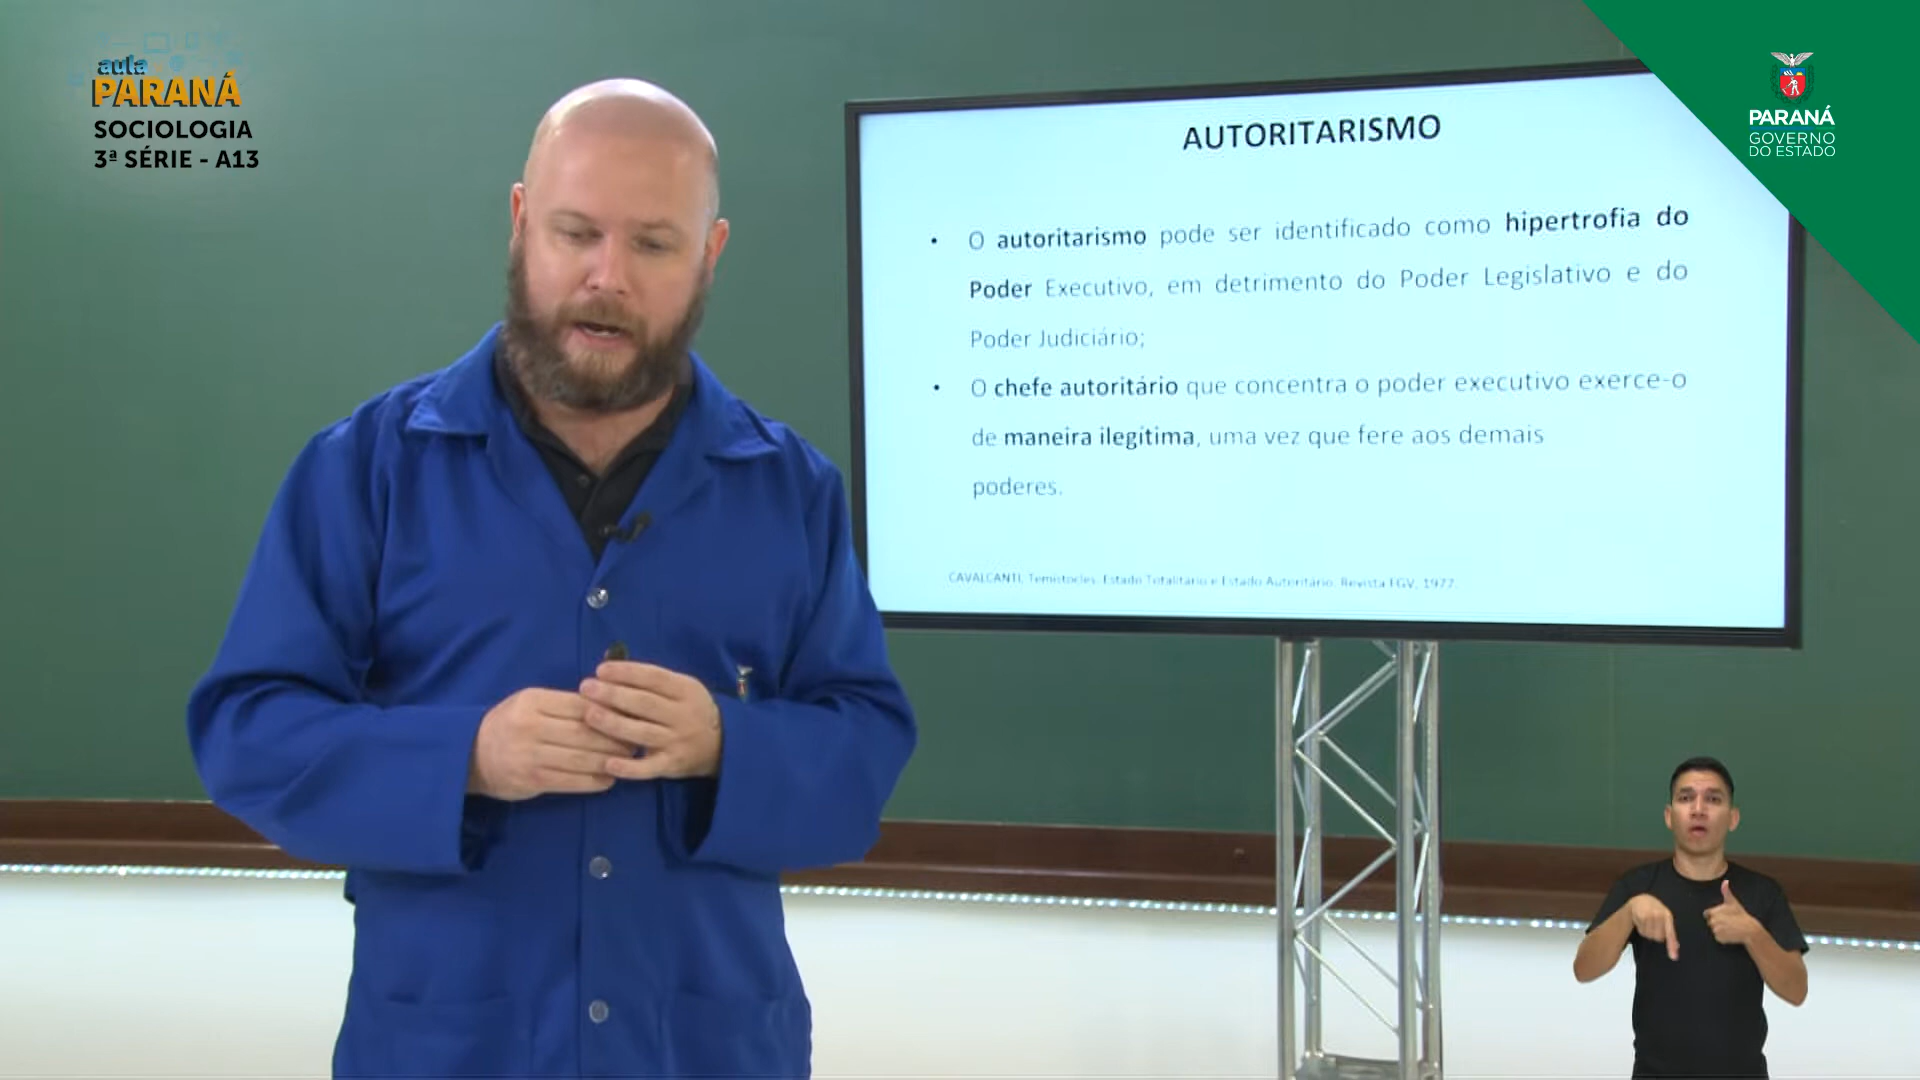 aula
PARANÁ
SOCIOLOGIA
3ª SÉRIE - A13
AUTORITARISMO
• O autoritarismo pode ser identificado como hipertrofia do
Poder Executivo, em detrimento do Poder Legislativo e do
Poder Judiciário;
• O chefe autoritário que concentra o poder executivo exerce-o
de maneira ilegítima, uma vez que fere aos demais
poderes.
CAVALCANTI, Temístocles. Estado Totalitário e Estado Autoritário. Revista FGV, 1977.
PARANÁ
GOVERNO
DO ESTADO